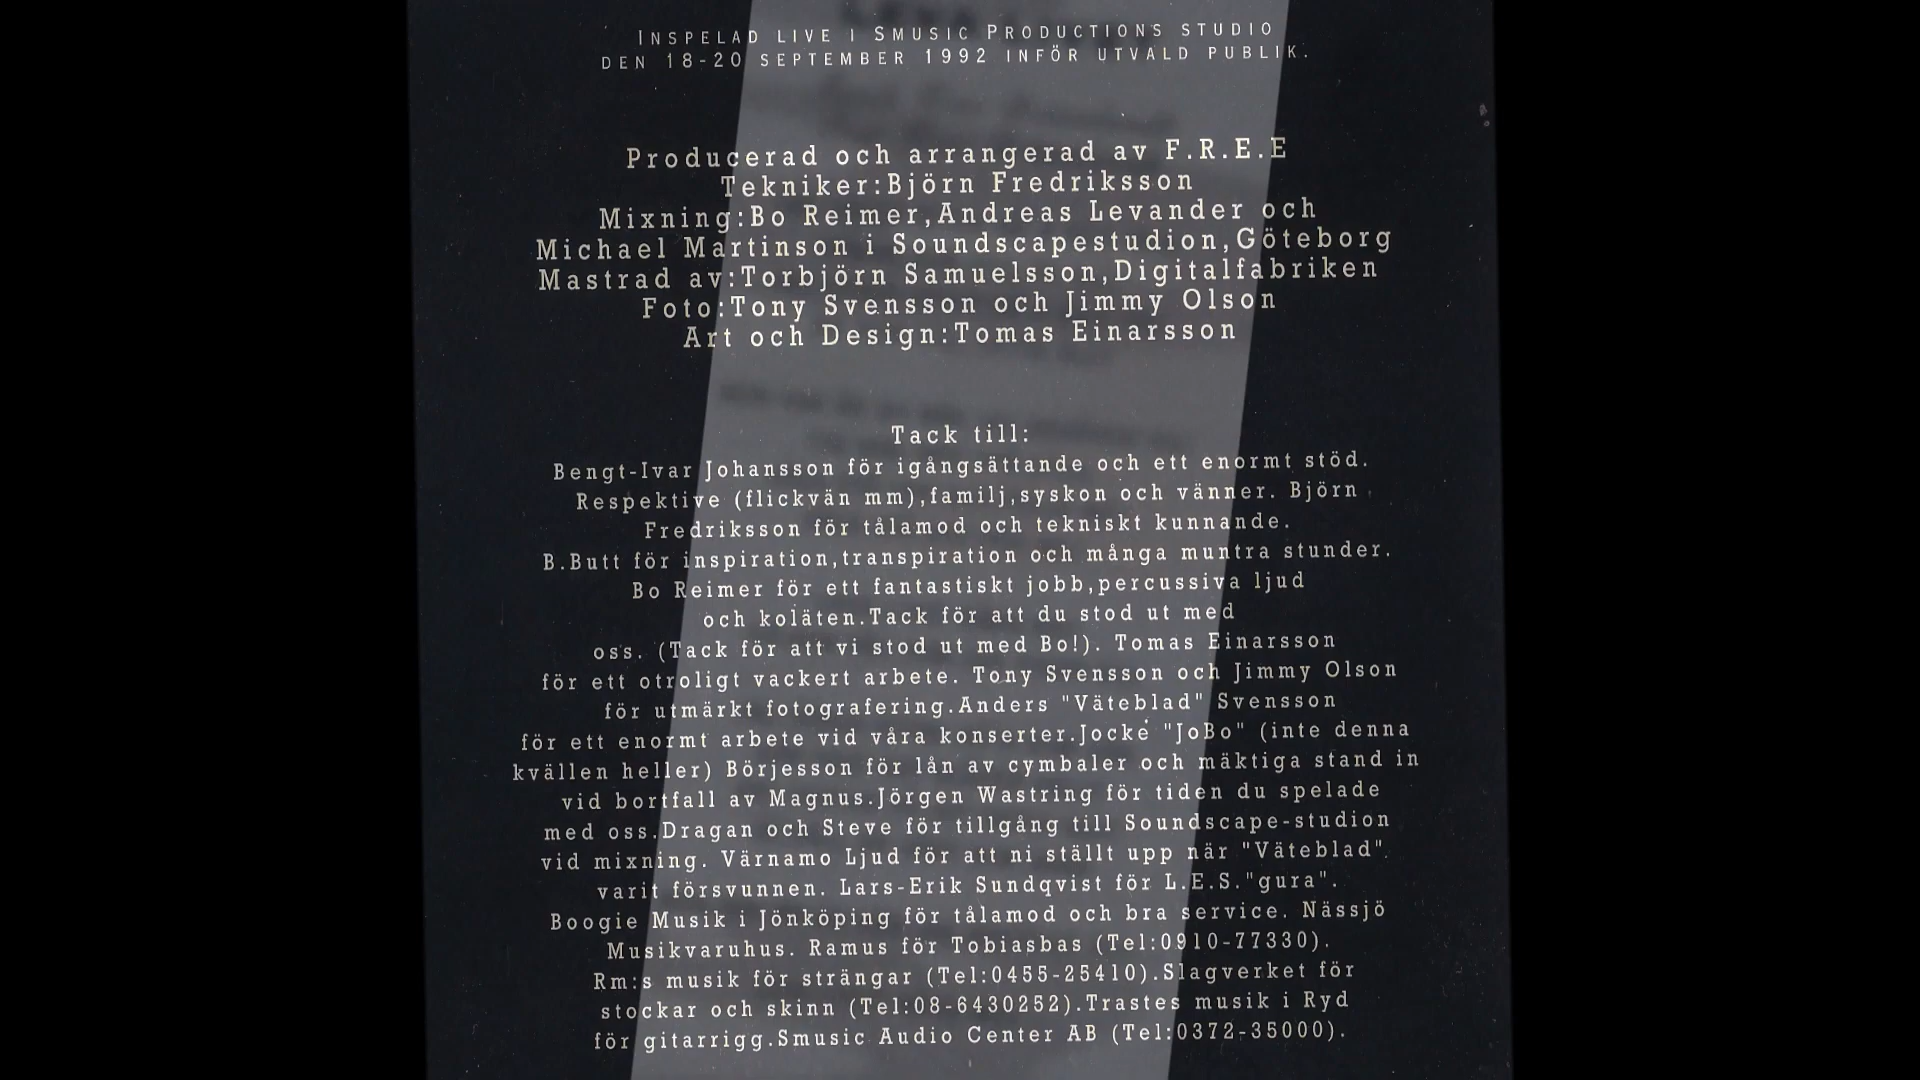 INSPELAD LIVE I SMUSIC PRODUCTIONS STUDIO
DEN 18-20 SEPTEMBER 1992 INFÖR UTVALD PUBLIK.
Producerad och arrangerad av F.R.E.E
Tekniker:Björn Fredriksson
Mixning:Bo Reimer,Andreas Levander och
Michael Martinson i Soundscapestudion,Göteborg
Mastrad av:Torbjörn Samuelsson,Digitalfabriken
Foto:Tony Svensson och Jimmy Olson
Art och Design:Tomas Einarsson
Tack till:
Bengt-Ivar Johansson för igångsättande och ett enormt stöd.
Respektive (flickvän mm),familj,syskon och vänner. Björn
Fredriksson för tålamod och tekniskt kunnande.
B.Butt för inspiration,transpiration och många muntra stunder.
Bo Reimer för ett fantastiskt jobb,percussiva ljud
och koläten.Tack för att du stod ut med
oss. (Tack för att vi stod ut med Bo!). Tomas Einarsson
för ett otroligt vackert arbete. Tony Svensson och Jimmy Olson
för utmärkt fotografering.Anders "Väteblad" Svensson
för ett enormt arbete vid våra konserter.Jocke "JoBo" (inte denna
kvällen heller) Börjesson för lån av cymbaler och mäktiga stand in
vid bortfall av Magnus.Jörgen Wastring för tiden du spelade
med oss.Dragan och Steve för tillgång till Soundscape-studion
vid mixning. Värnamo Ljud för att ni ställt upp när "Väteblad"
varit försvunnen. Lars-Erik Sundqvist för L.E.S."gura".
Boogie Musik i Jönköping för tålamod och bra service. Nässjö
Musikvaruhus. Ramus för Tobiasbas (Tel:0910-77330).
Rm:s musik för strängar (Tel:0455-25410).Slagverket för
stockar och skinn (Tel:08-6430252).Trastes musik i Ryd
för gitarrigg.Smusic Audio Center AB (Tel:0372-35000).